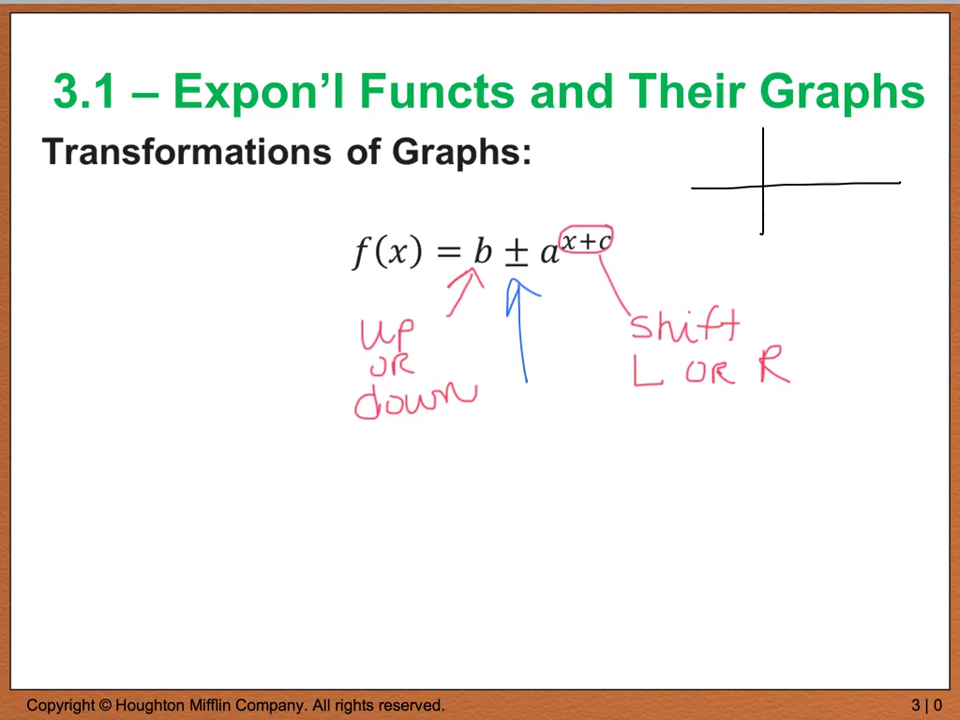 3.1 – Expon’l Functs and Their Graphs
Transformations of Graphs:
f(x) = b ± a^{x+c}
up
OR
down
Shift
L OR R
Copyright © Houghton Mifflin Company. All rights reserved.
3 | 0